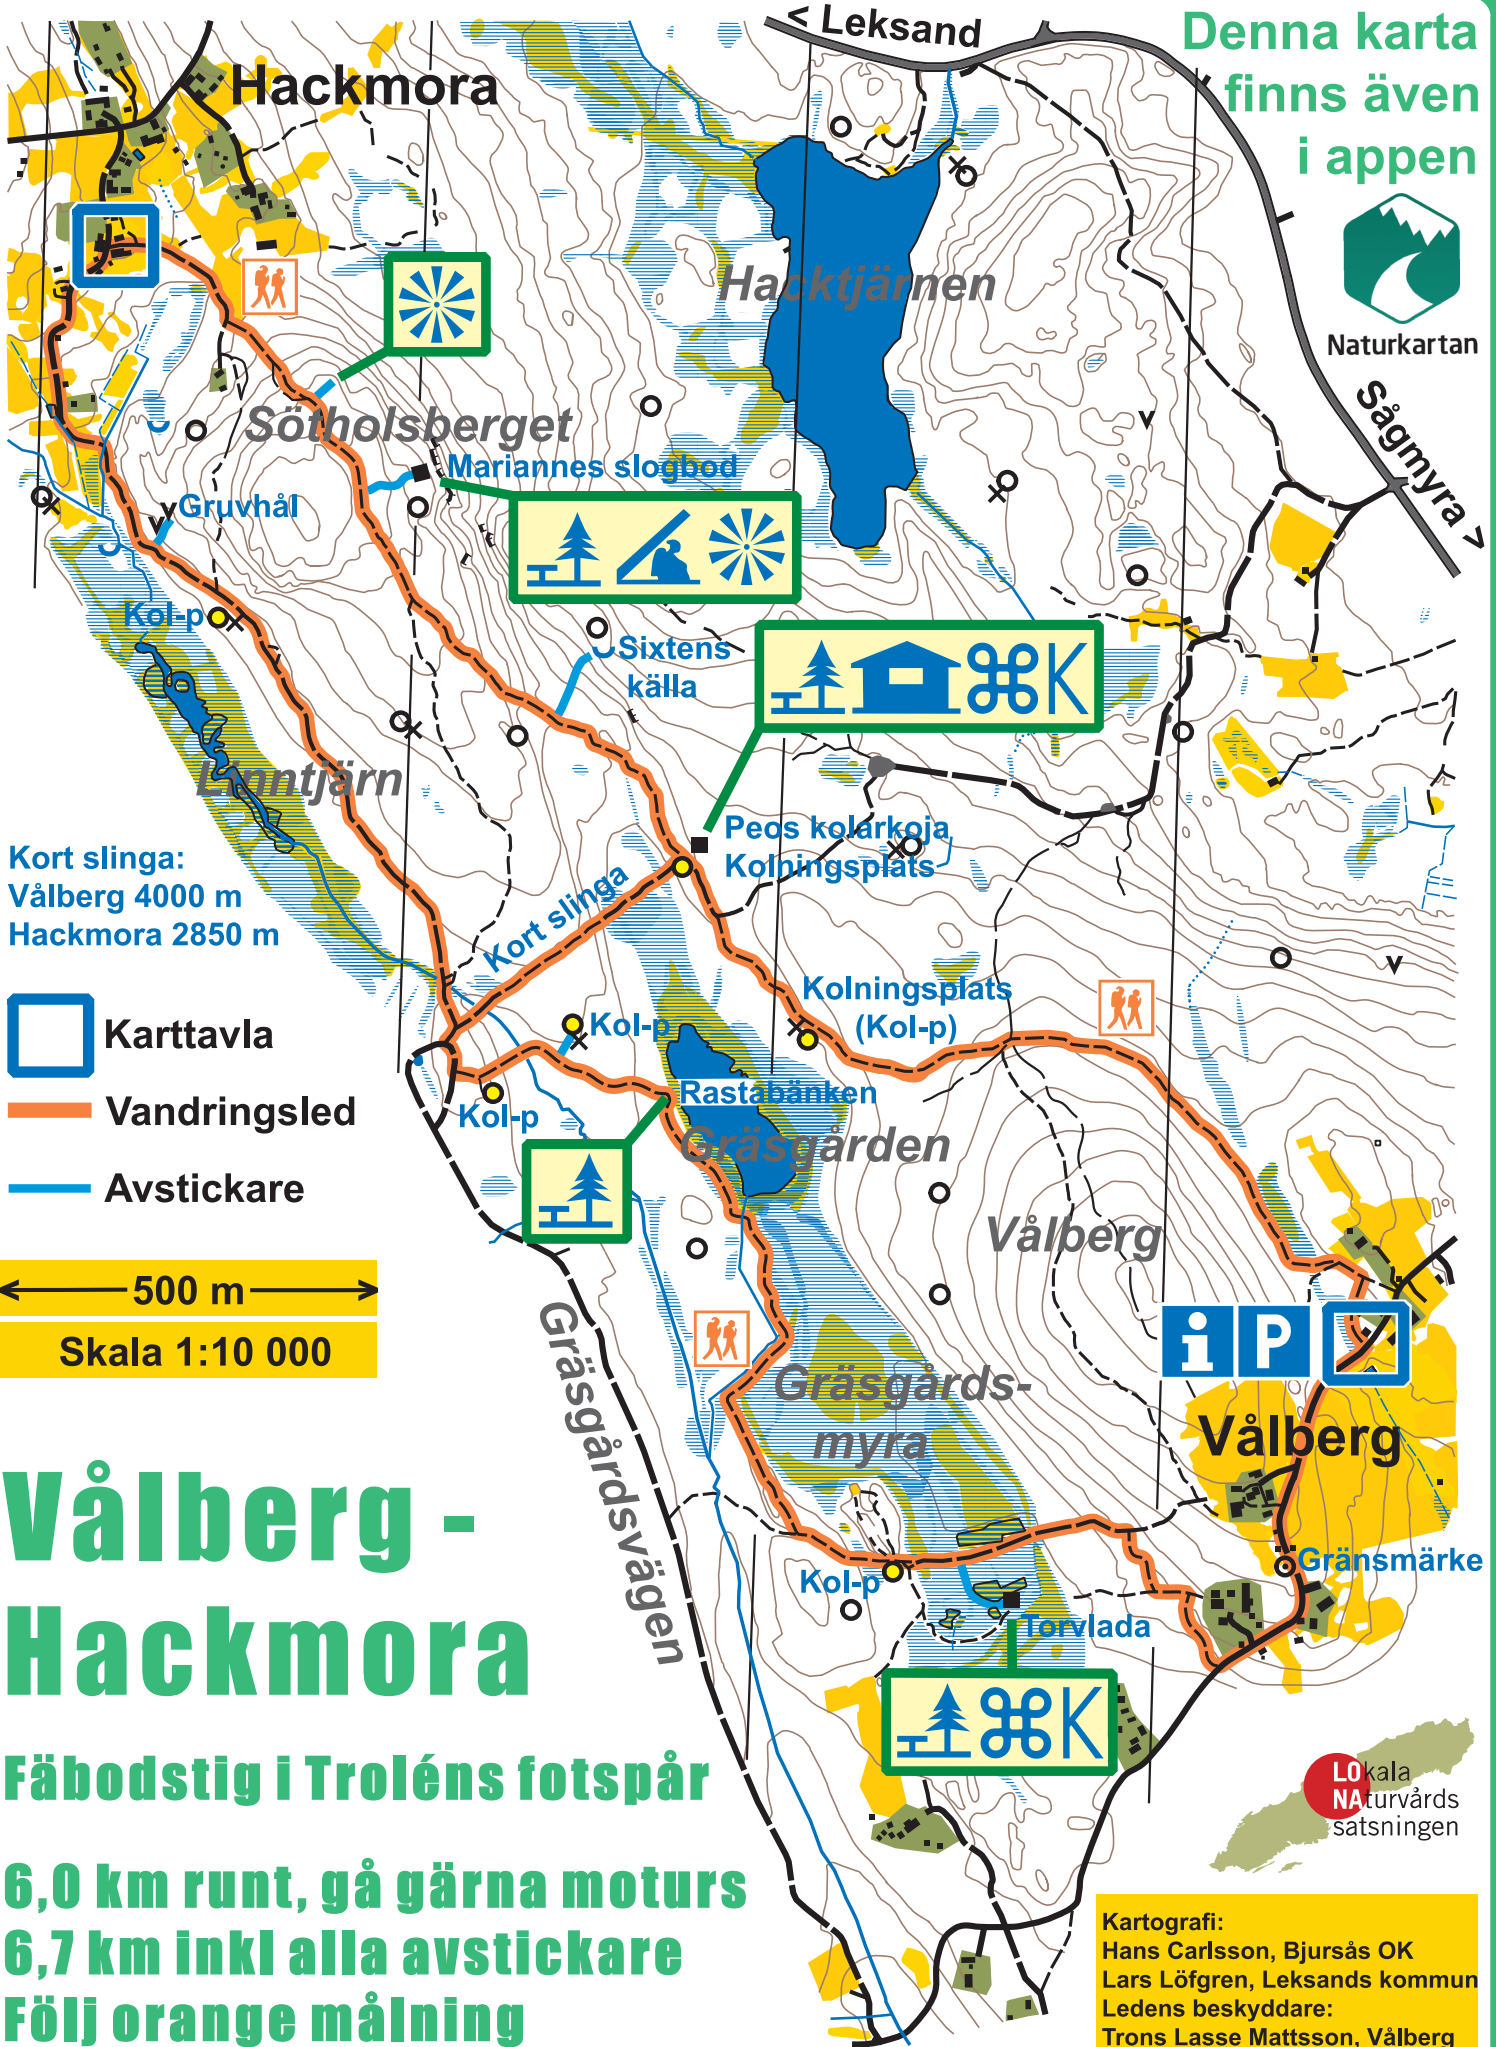 < Leksand
Denna karta
finns även
i appen
Naturkartan
Sågmyra >
Hackmora
Hacktjärnen
Sötholsberget
Mariannes slogbod
Gruvhål
Kol-p
Sixtens
källa
K
Linntjärn
Peos kolarkoja
Kolningsplats
Kort slinga:
Vålberg 4000 m
Hackmora 2850 m
Kort slinga
Kolningsplats
(Kol-p)
Karttavla
Kol-p
Vandringsled
Rastabänken
Kol-p
Gräsgården
Avstickare
Vålberg
500 m
Skala 1:10 000
i P
Gräsgårdsvägen
Gräsgårds-
myra
Vålberg
Gränsmärke
Kol-p
Torvlada
K
Vålberg -
Hackmora
Fäbodstig i Troléns fotspår
6,0 km runt, gå gärna moturs
6,7 km inkl alla avstickare
Följ orange målning
LOkala
NAturvårds
satsningen
Kartografi:
Hans Carlsson, Bjursås OK
Lars Löfgren, Leksands kommun
Ledens beskyddare:
Trons Lasse Mattsson, Vålberg